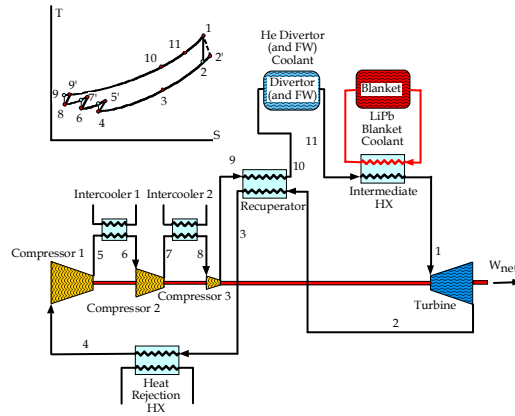 T
1
11
10
2'
2
9'
9
7'
5'
3
8
6
4
S
He Divertor
(and FW)
Coolant
Divertor
(and FW)
Blanket
LiPb
Blanket
Coolant
11
9
10
Intermediate
HX
Intercooler 1
Intercooler 2
Recuperator
3
Compressor 1
5
6
7
8
1
Wnet
Compressor 3
Compressor 2
Turbine
2
4
Heat
Rejection
HX